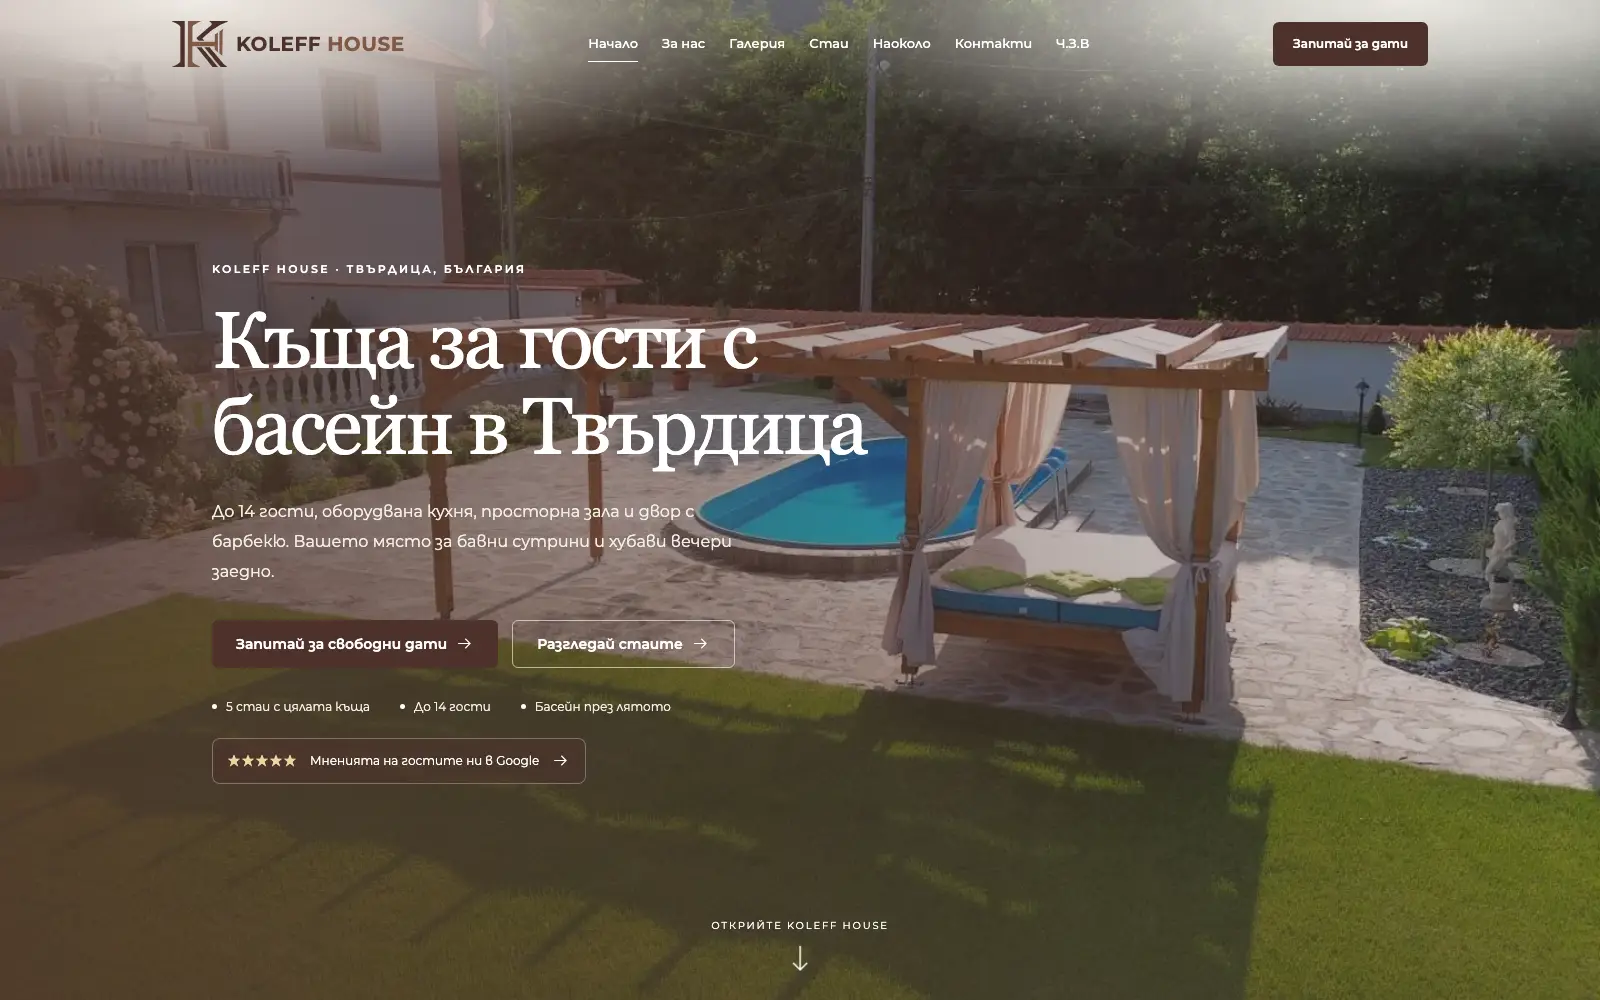 KOLEFF HOUSE
Начало За нас Галерия Стаи Наоколо Контакти Ч.З.В
Запитай за дати
KOLEFF HOUSE · ТВЪРДИЦА, БЪЛГАРИЯ
Къща за гости с
басейн в Твърдица
До 14 гости, оборудвана кухня, просторна зала и двор с
барбекю. Вашето място за бавни сутрини и хубави вечери
заедно.
Запитай за свободни дати →
Разгледай стаите →
• 5 стаи с цялата къща • До 14 гости • Басейн през лятото
★★★★★ Мненията на гостите ни в Google →
ОТКРИЙТЕ KOLEFF HOUSE
↓